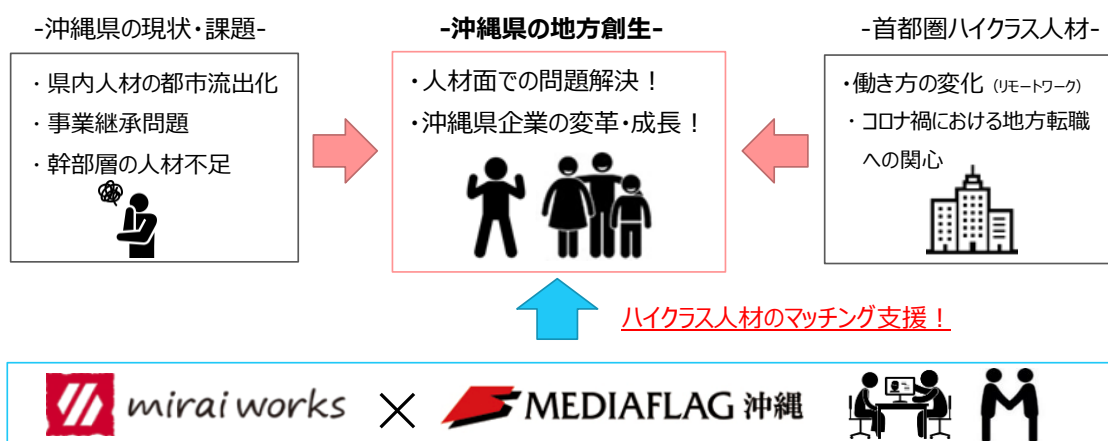 -沖縄県の現状・課題-
・県内人材の都市流出化
・事業継承問題
・幹部層の人材不足
-沖縄県の地方創生-
・人材面での問題解決！
・沖縄県企業の変革・成長！
-首都圏ハイクラス人材-
・働き方の変化（リモートワーク）
・コロナ禍における地方転職
への関心
ハイクラス人材のマッチング支援！
mirai works × MEDIAFLAG 沖縄